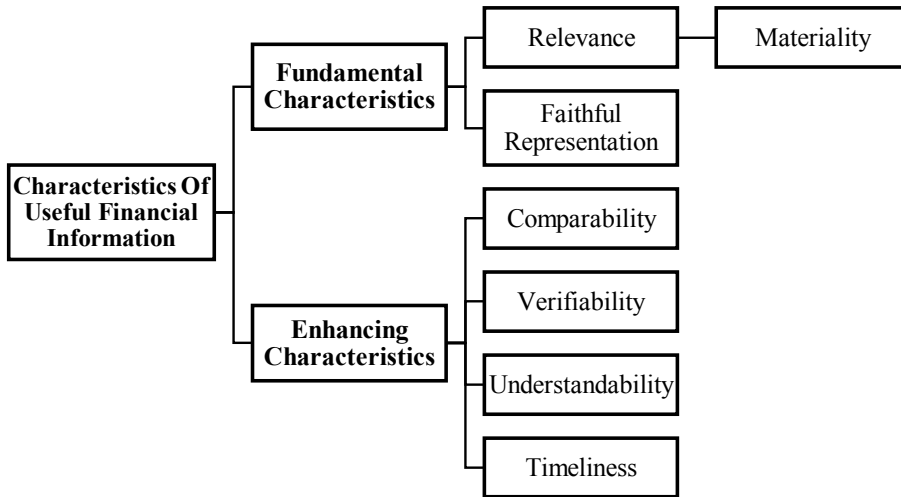 Characteristics Of
Useful Financial
Information
Fundamental
Characteristics
Relevance
Materiality
Faithful
Representation
Enhancing
Characteristics
Comparability
Verifiability
Understandability
Timeliness